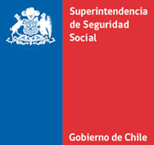 Superintendencia
de Seguridad
Social
Gobierno de Chile